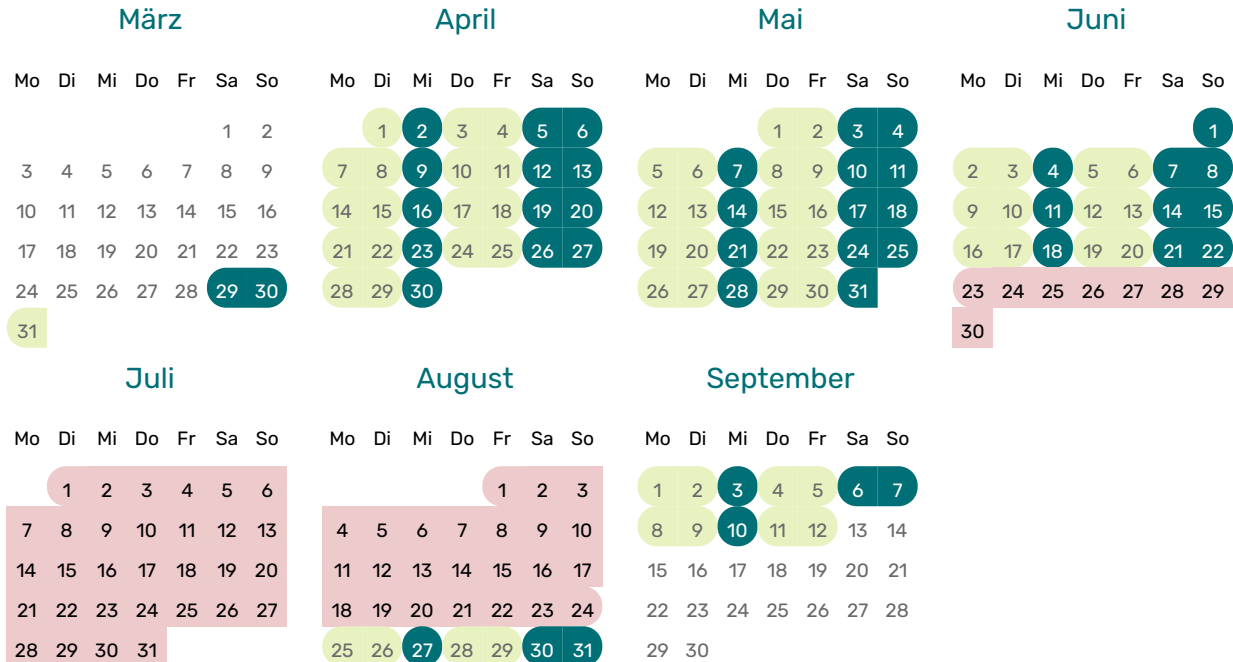 März April Mai Juni
Mo Di Mi Do Fr Sa So Mo Di Mi Do Fr Sa So Mo Di Mi Do Fr Sa So Mo Di Mi Do Fr Sa So
1 2 1 2 3 4 5 6 1 2 3 4 1
3 4 5 6 7 8 9 7 8 9 10 11 12 13 5 6 7 8 9 10 11 2 3 4 5 6 7 8
10 11 12 13 14 15 16 14 15 16 17 18 19 20 12 13 14 15 16 17 18 9 10 11 12 13 14 15
17 18 19 20 21 22 23 21 22 23 24 25 26 27 19 20 21 22 23 24 25 16 17 18 19 20 21 22
24 25 26 27 28 29 30 28 29 30 26 27 28 29 30 31 23 24 25 26 27 28 29
31 30
Juli August September
Mo Di Mi Do Fr Sa So Mo Di Mi Do Fr Sa So Mo Di Mi Do Fr Sa So
1 2 3 4 5 6 1 2 3 1 2 3 4 5 6 7
7 8 9 10 11 12 13 4 5 6 7 8 9 10 8 9 10 11 12 13 14
14 15 16 17 18 19 20 11 12 13 14 15 16 17 15 16 17 18 19 20 21
21 22 23 24 25 26 27 18 19 20 21 22 23 24 22 23 24 25 26 27 28
28 29 30 31 25 26 27 28 29 30 31 29 30